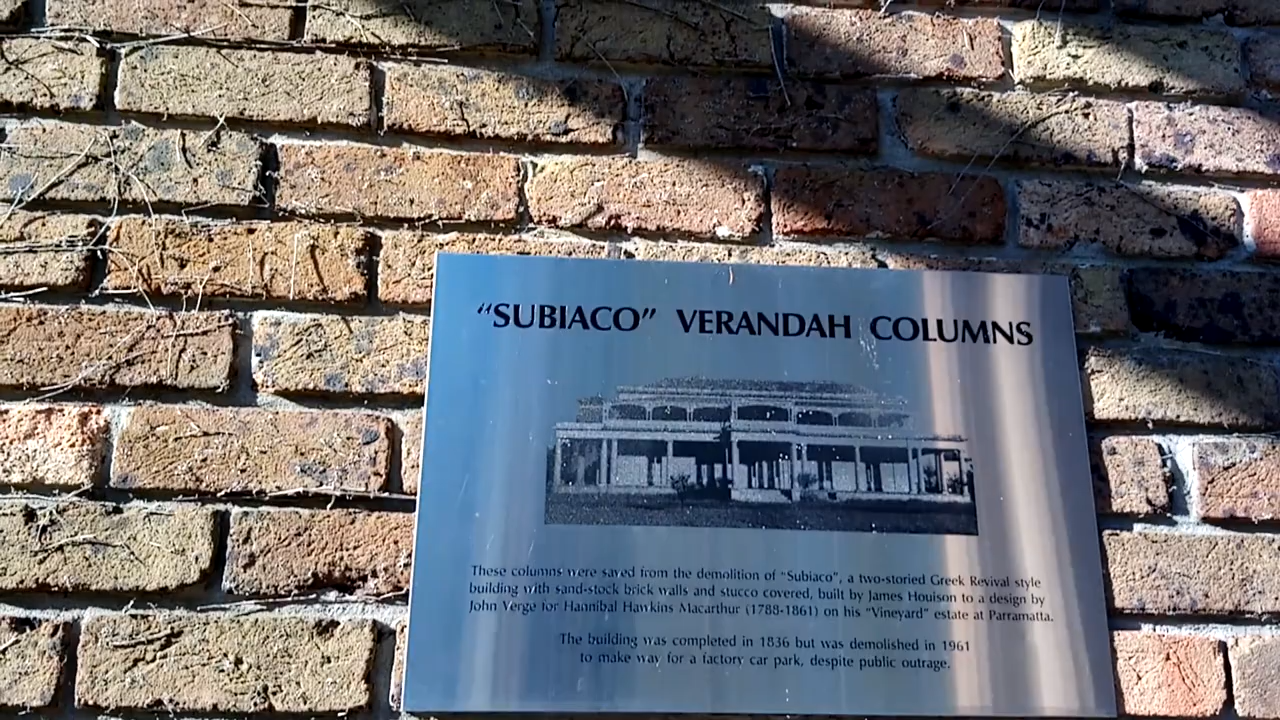 “SUBIACO” VERANDAH COLUMNS
These columns were saved from the demolition of “Subiaco”, a two-storied Greek Revival style
building with sand-stock brick walls and stucco covered, built by James Houison to a design by
John Verge for Hannibal Hawkins Macarthur (1788-1861) on his “Vineyard” estate at Parramatta.
The building was completed in 1836 but was demolished in 1961
to make way for a factory car park, despite public outrage.